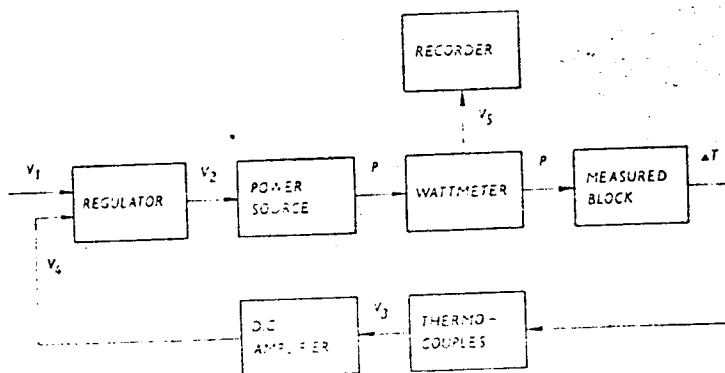 RECORDER
V5
V1
V2
P
P
ΔT
REGULATOR
POWER
SOURCE
WATTMETER
MEASURED
BLOCK
V4
V3
D.C.
AMPLIFIER
THERMO-
COUPLES